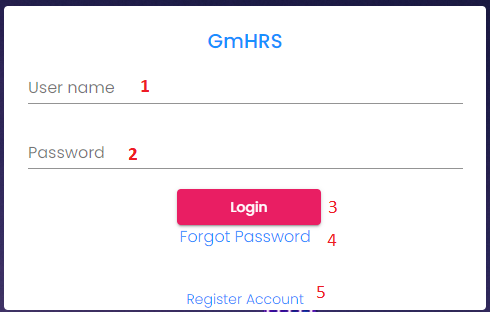 GmHRS
User name 1
Password 2
Login 3
Forgot Password 4
Register Account 5